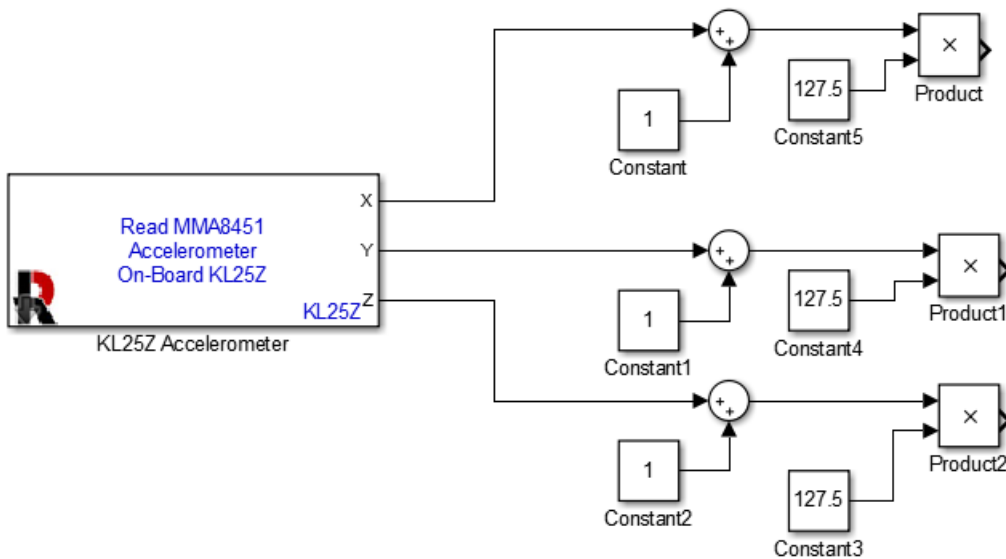 Read MMA8451
Accelerometer
On-Board KL25Z
X
Y
Z
KL25Z
KL25Z Accelerometer
+
+
1
Constant
127.5
Constant5
×
Product
+
+
1
Constant1
127.5
Constant4
×
Product1
+
+
1
Constant2
127.5
Constant3
×
Product2